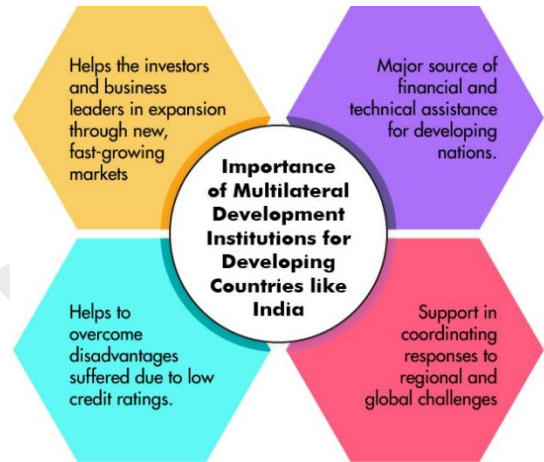 Helps the investors
and business
leaders in expansion
through new,
fast-growing
markets
Major source of
financial and
technical assistance
for developing
nations.
Importance
of Multilateral
Development
Institutions for
Developing
Countries like
India
Helps to
overcome
disadvantages
suffered due to low
credit ratings.
Support in
coordinating
responses to
regional and
global challenges